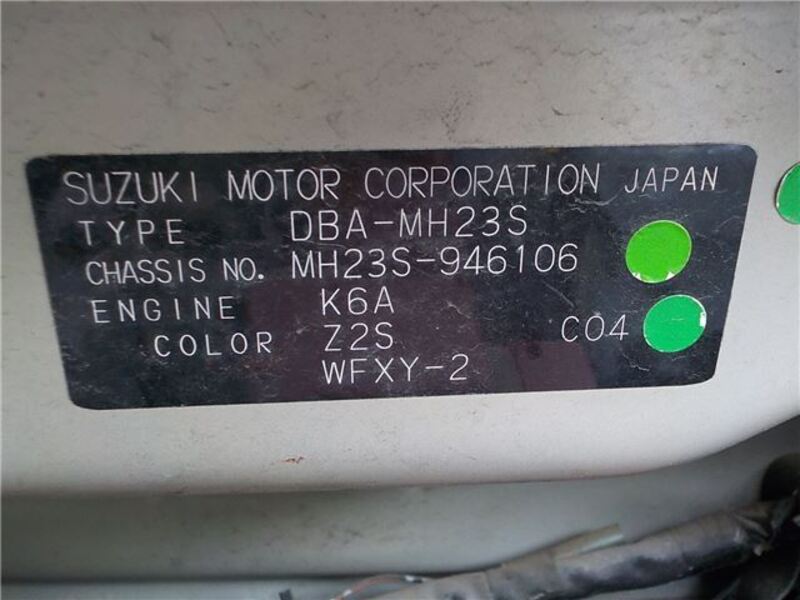 SUZUKI MOTOR CORPORATION JAPAN
TYPE DBA-MH23S
CHASSIS NO. MH23S-946106
ENGINE K6A
COLOR Z2S C04
WFXY-2